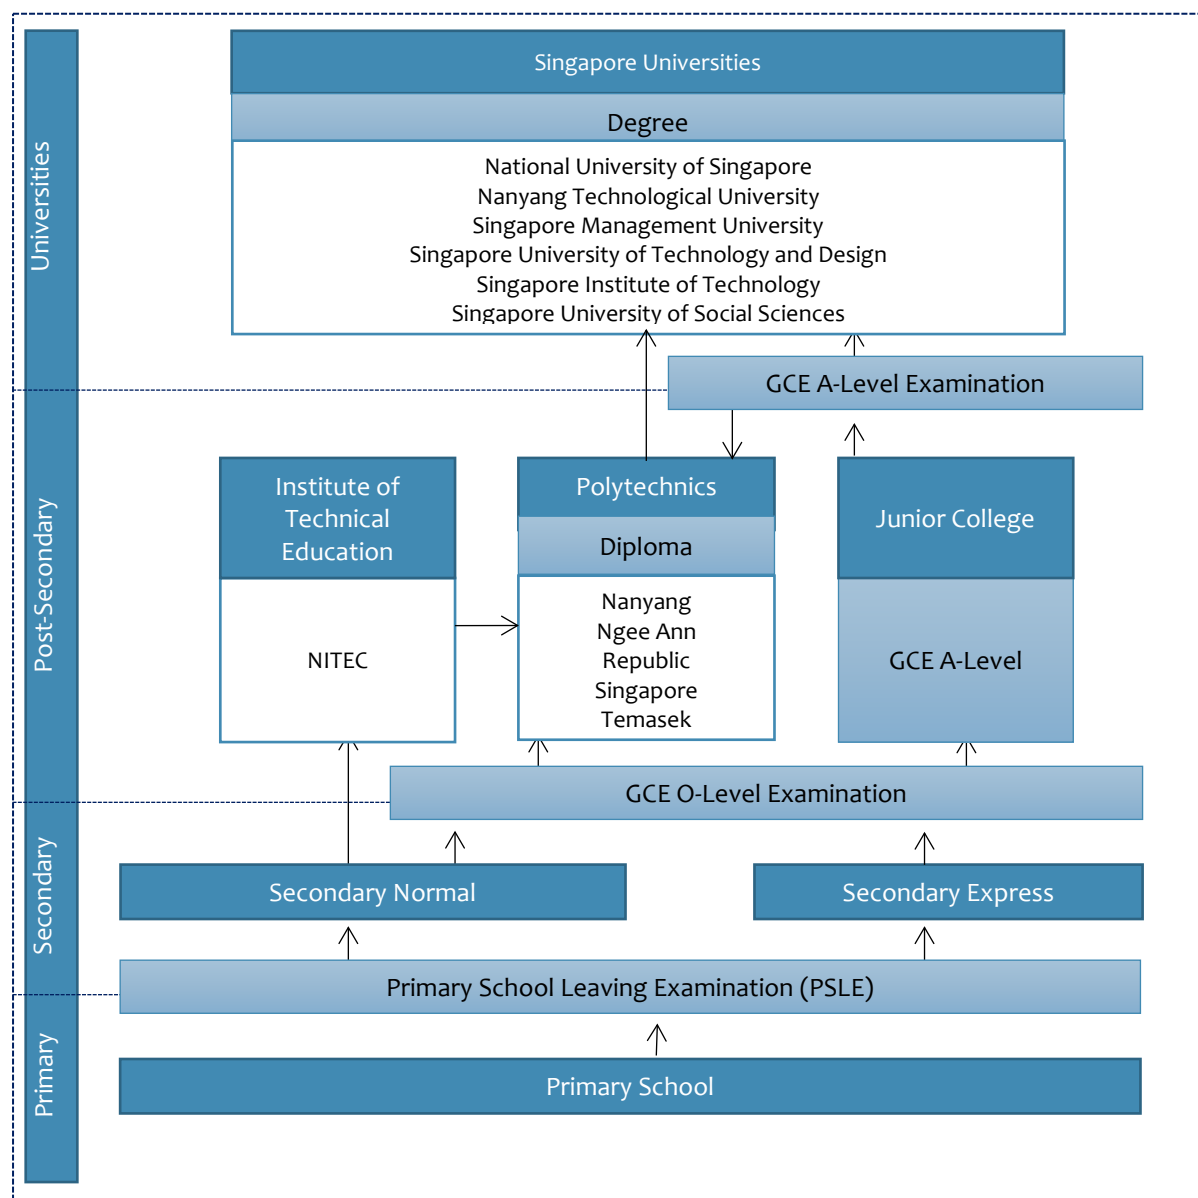 Universities
Singapore Universities
Degree
National University of Singapore
Nanyang Technological University
Singapore Management University
Singapore University of Technology and Design
Singapore Institute of Technology
Singapore University of Social Sciences
GCE A-Level Examination
Post-Secondary
Institute of
Technical
Education
NITEC
Polytechnics
Diploma
Nanyang
Ngee Ann
Republic
Singapore
Temasek
Junior College
GCE A-Level
GCE O-Level Examination
Secondary
Secondary Normal
Secondary Express
Primary School Leaving Examination (PSLE)
Primary
Primary School